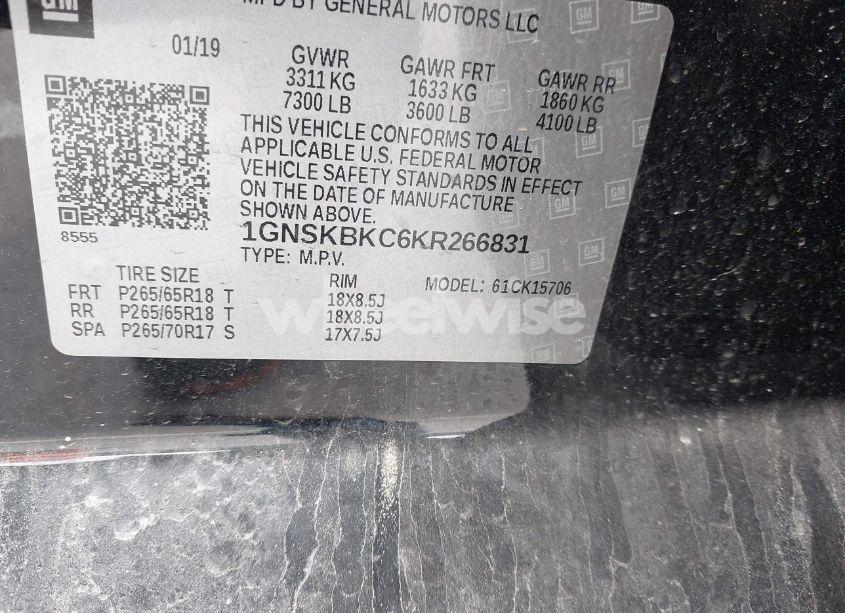 GM
MFD BY GENERAL MOTORS LLC
01/19
GVWR
3311 KG
7300 LB
GAWR FRT
1633 KG
3600 LB
GAWR RR
1860 KG
4100 LB
THIS VEHICLE CONFORMS TO ALL
APPLICABLE U.S. FEDERAL MOTOR
VEHICLE SAFETY STANDARDS IN EFFECT
ON THE DATE OF MANUFACTURE
SHOWN ABOVE.
8555
1GNSKBKC6KR266831
TYPE: M.P.V.
MODEL: 61CK15706
TIRE SIZE RIM
FRT P265/65R18 T 18X8.5J
RR P265/65R18 T 18X8.5J
SPA P265/70R17 S 17X7.5J
wheelwise